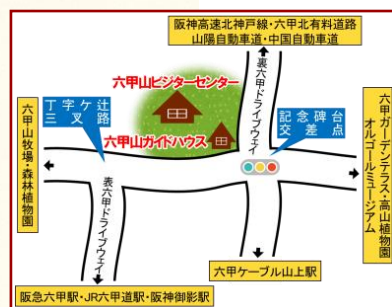 阪神高速北神戸線・六甲北有料道路
山陽自動車道・中国自動車道
六甲山ビジターセンター
裏六甲ドライブウェイ
丁字ケ辻
三叉路
記念碑台
交差点
六甲山ガイドハウス
六甲山牧場・森林植物園
六甲ガーデンテラス・高山植物園
オルゴールミュージアム
表六甲ドライブウェイ
六甲ケーブル山上駅
阪急六甲駅・JR六甲道駅・阪神御影駅